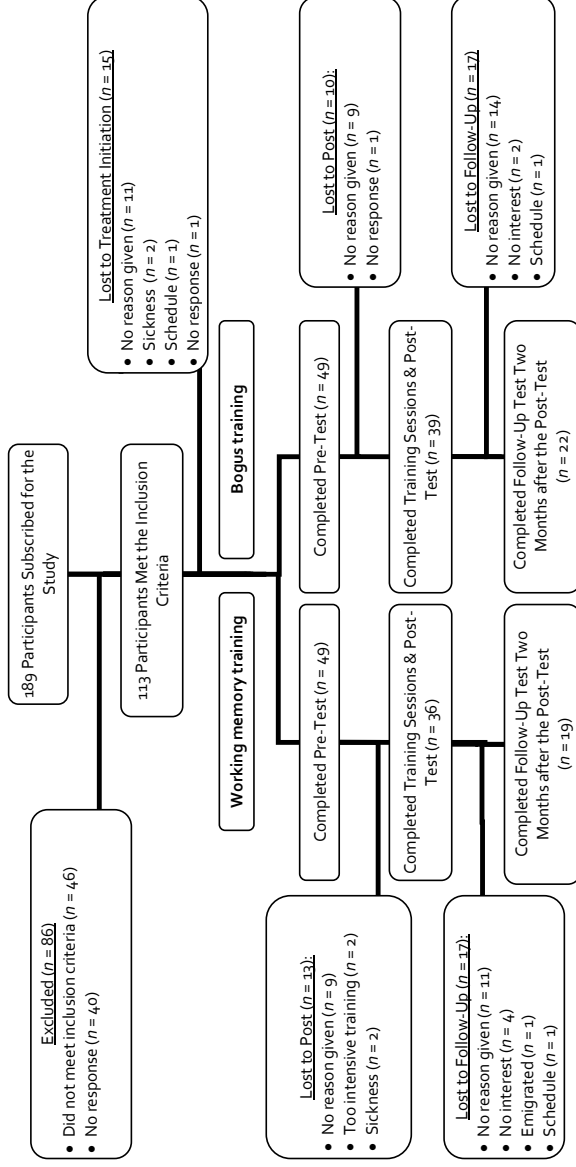 189 Participants Subscribed for the
Study
Excluded (n = 86)
• Did not meet inclusion criteria (n = 46)
• No response (n = 40)
113 Participants Met the Inclusion
Criteria
Lost to Treatment Initiation (n = 15)
• No reason given (n = 11)
• Sickness (n = 2)
• Schedule (n = 1)
• No response (n = 1)
Working memory training
Bogus training
Completed Pre-Test (n = 49)
Completed Pre-Test (n = 49)
Lost to Post (n = 13):
• No reason given (n = 9)
• Too intensive training (n = 2)
• Sickness (n = 2)
Lost to Post (n = 10):
• No reason given (n = 9)
• No response (n = 1)
Completed Training Sessions & Post-
Test (n = 36)
Completed Training Sessions & Post-
Test (n = 39)
Lost to Follow-Up (n = 17):
• No reason given (n = 11)
• No interest (n = 4)
• Emigrated (n = 1)
• Schedule (n = 1)
Lost to Follow-Up (n = 17)
• No reason given (n = 14)
• No interest (n = 2)
• Schedule (n = 1)
Completed Follow-Up Test Two
Months after the Post-Test
(n = 19)
Completed Follow-Up Test Two
Months after the Post-Test
(n = 22)